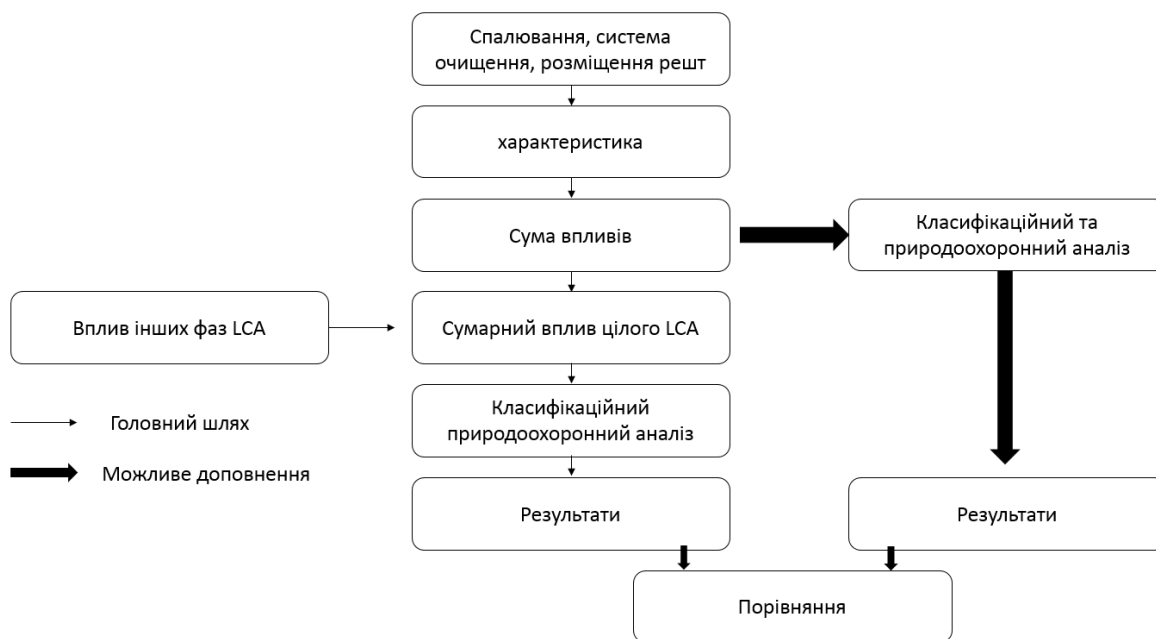 Спалювання, система
очищення, розміщення решт
характеристика
Сума впливів
Класифікаційний та
природоохоронний аналіз
Вплив інших фаз LCA
Сумарний вплив цілого LCA
Класифікаційний
природоохоронний аналіз
Головний шлях
Можливе доповнення
Результати
Результати
Порівняння